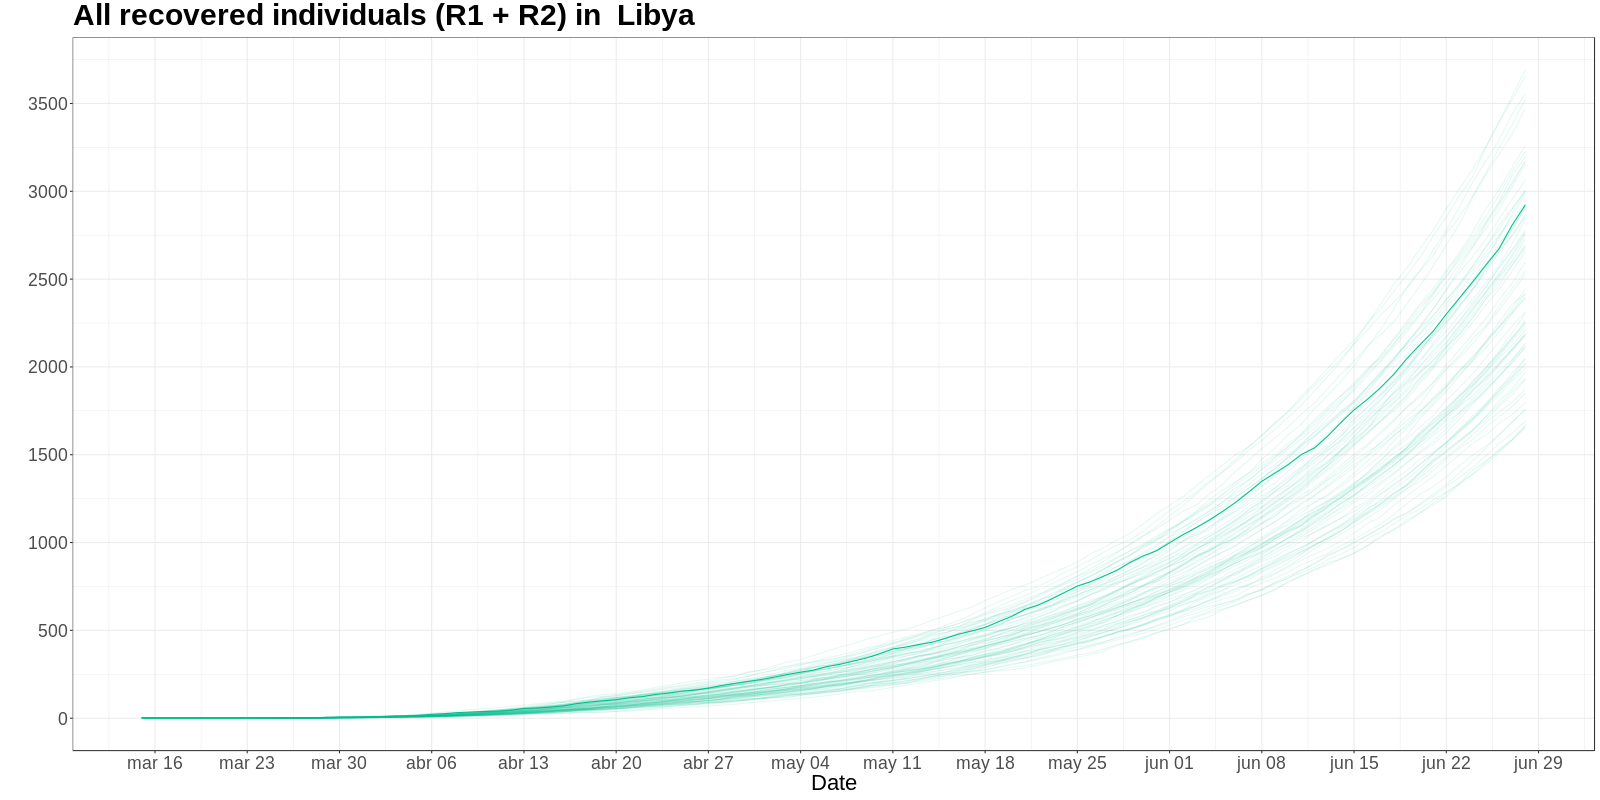 All recovered individuals (R1 + R2) in  Libya
3500
3000
2500
2000
1500
1000
500
0
mar 16 mar 23 mar 30 abr 06 abr 13 abr 20 abr 27 may 04 may 11 may 18 may 25 jun 01 jun 08 jun 15 jun 22 jun 29
Date